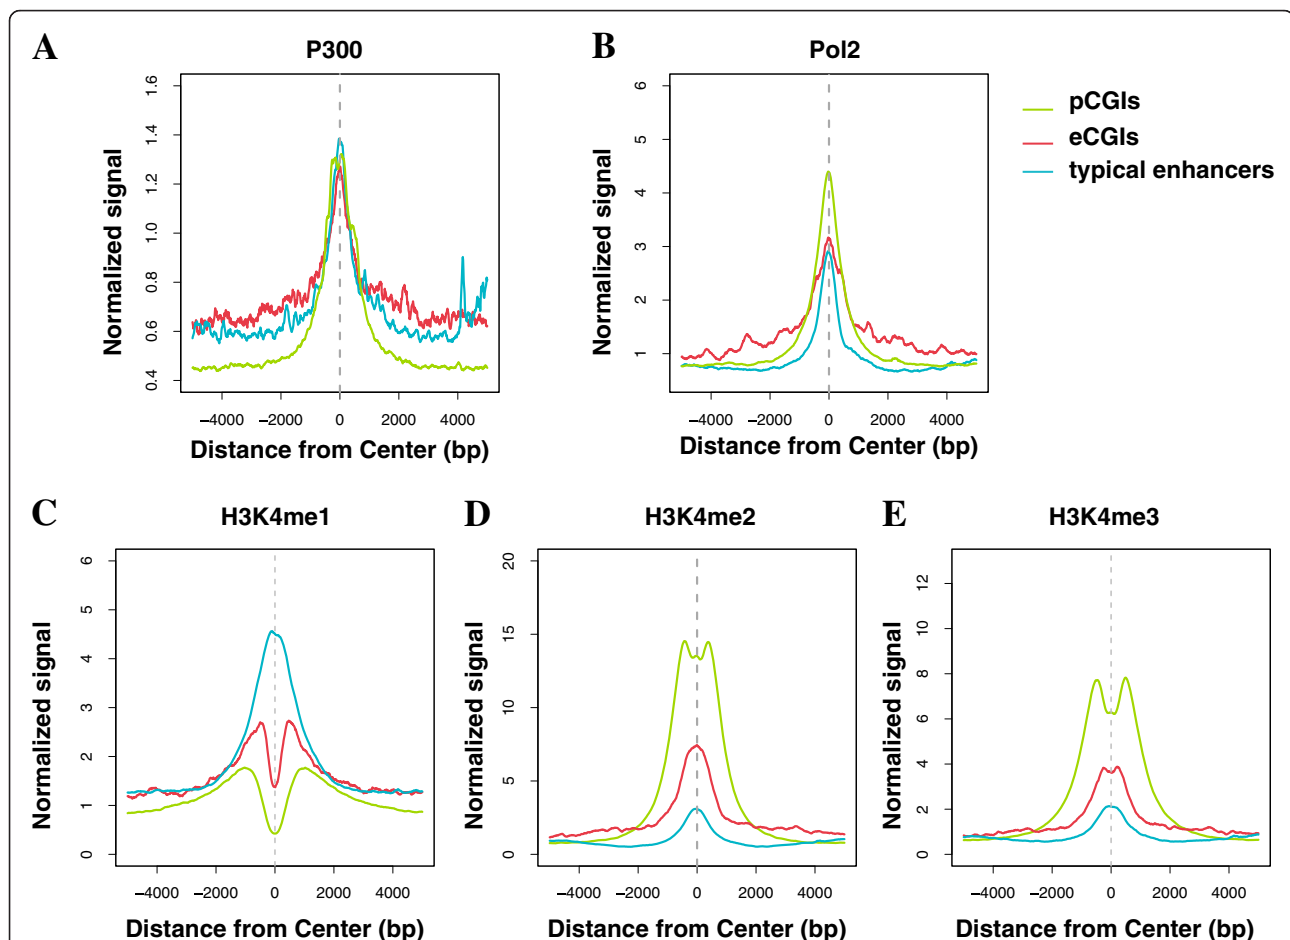 A
P300
Normalized signal
1.6
1.4
1.2
1.0
0.8
0.6
0.4
−4000 −2000 0 2000 4000
Distance from Center (bp)
B
Pol2
Normalized signal
6
5
4
3
2
1
−4000 −2000 0 2000 4000
Distance from Center (bp)
pCGIs
eCGIs
typical enhancers
C
H3K4me1
Normalized signal
6
5
4
3
2
1
0
−4000 −2000 0 2000 4000
Distance from Center (bp)
D
H3K4me2
Normalized signal
20
15
10
5
0
−4000 −2000 0 2000 4000
Distance from Center (bp)
E
H3K4me3
Normalized signal
12
10
8
6
4
2
0
−4000 −2000 0 2000 4000
Distance from Center (bp)